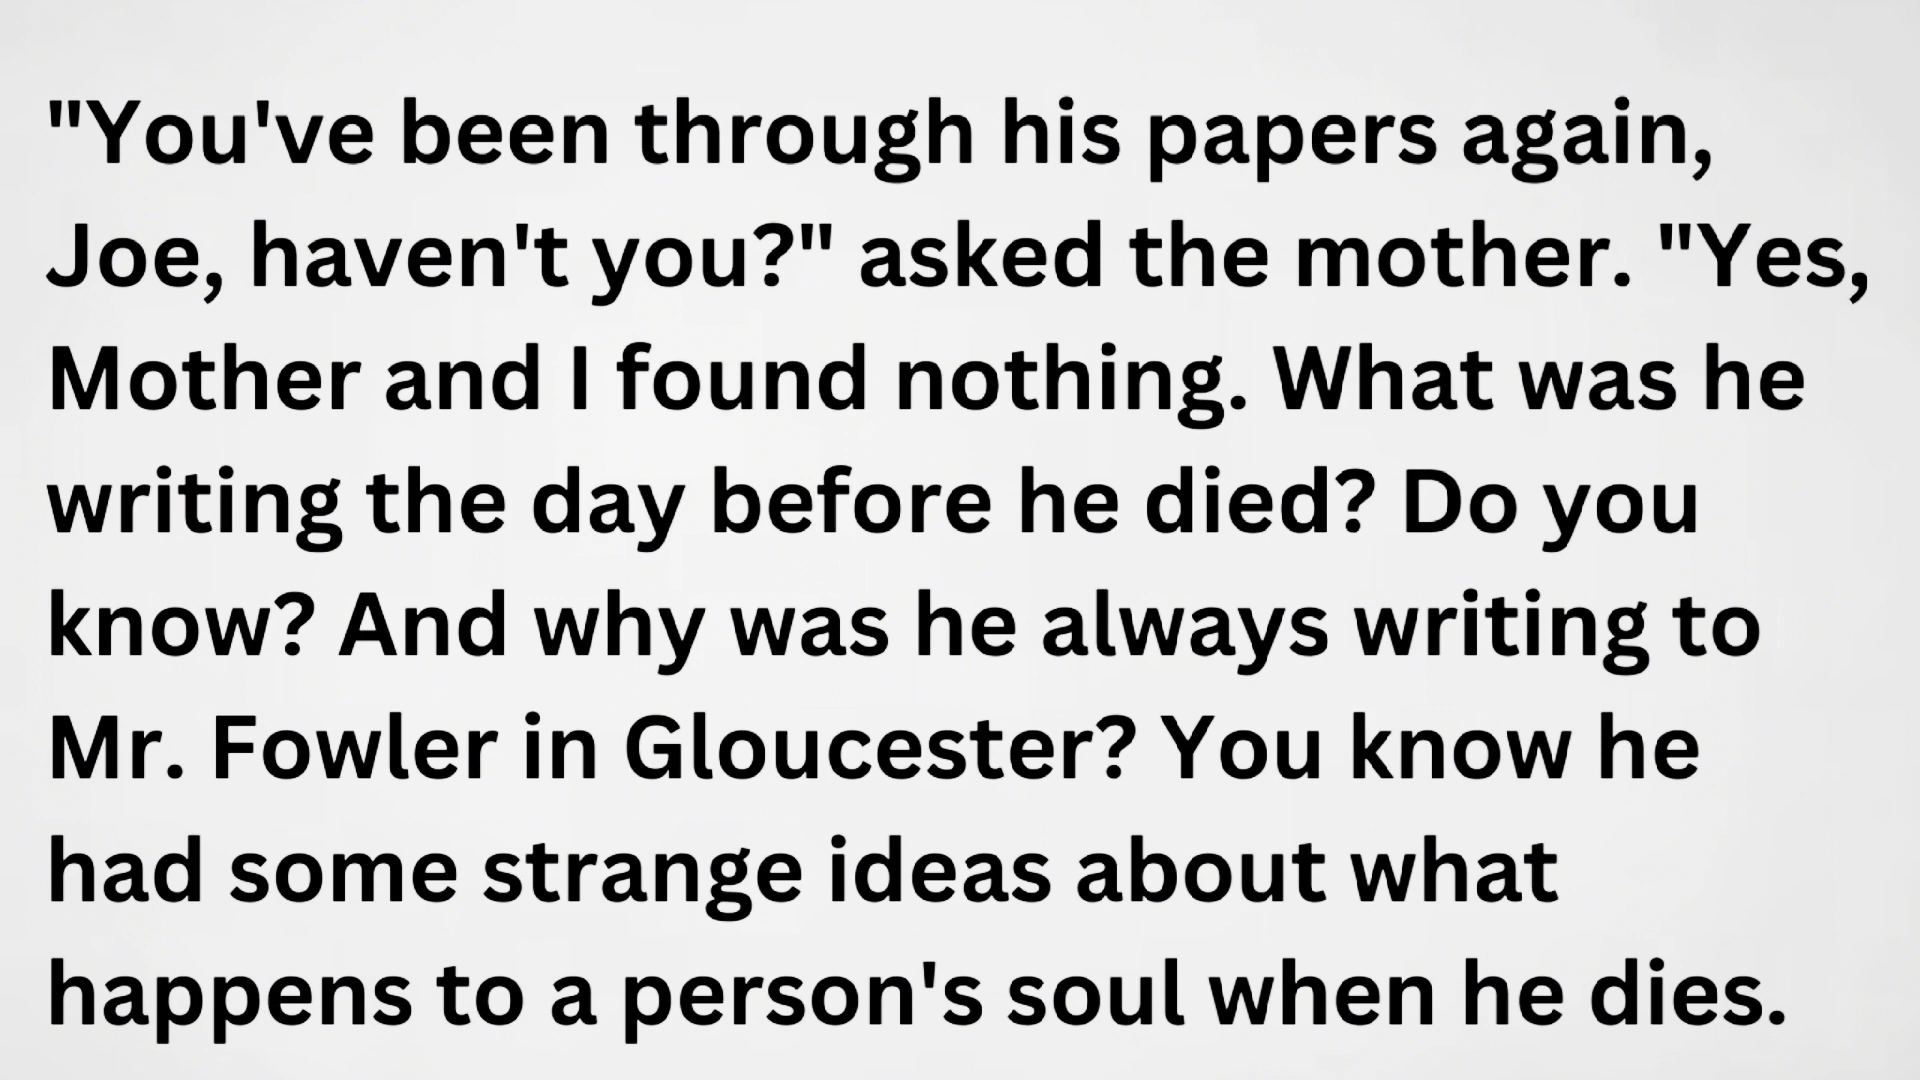 "You've been through his papers again,
Joe, haven't you?" asked the mother. "Yes,
Mother and I found nothing. What was he
writing the day before he died? Do you
know? And why was he always writing to
Mr. Fowler in Gloucester? You know he
had some strange ideas about what
happens to a person's soul when he dies.